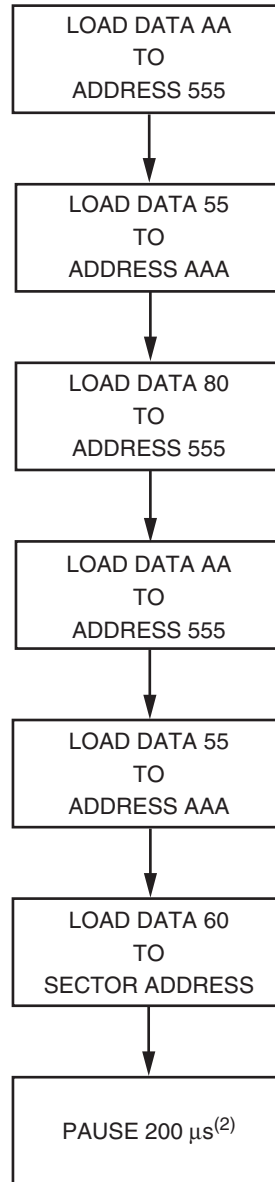 LOAD DATA AA
TO
ADDRESS 555
LOAD DATA 55
TO
ADDRESS AAA
LOAD DATA 80
TO
ADDRESS 555
LOAD DATA AA
TO
ADDRESS 555
LOAD DATA 55
TO
ADDRESS AAA
LOAD DATA 60
TO
SECTOR ADDRESS
PAUSE 200 μs(2)